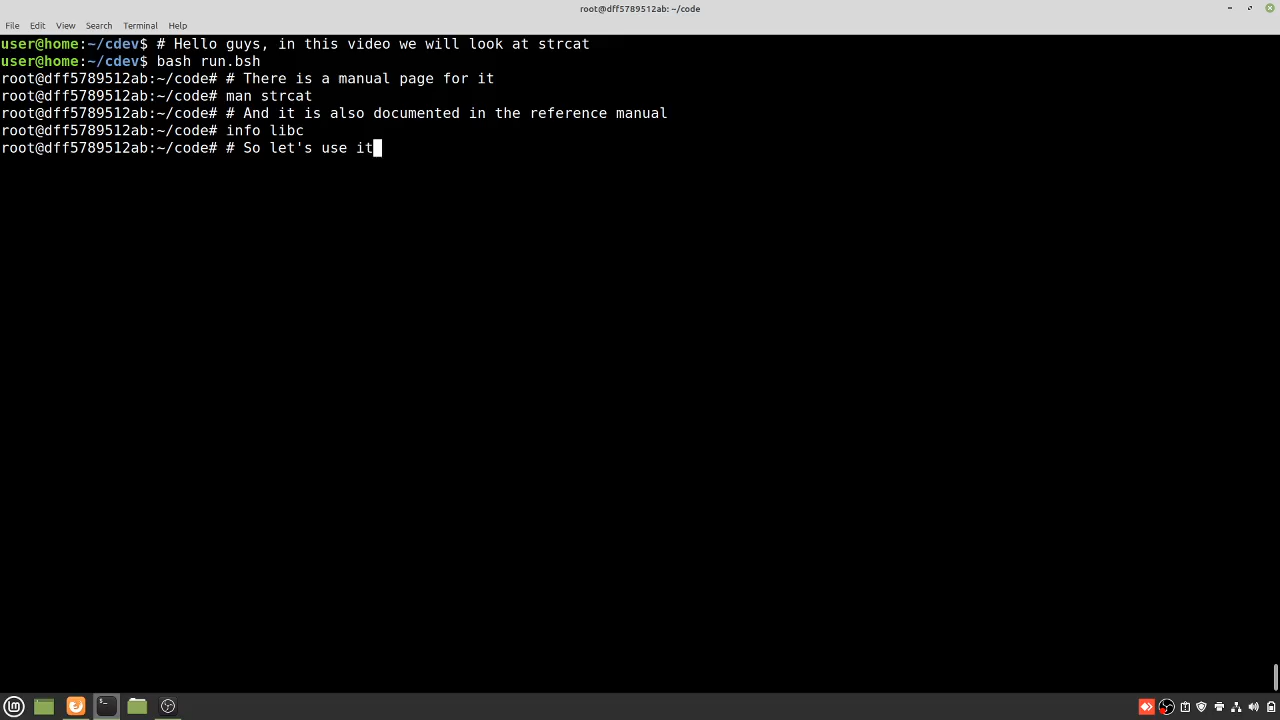 root@dff5789512ab: ~/code
File Edit View Search Terminal Help
user@home:~/cdev$ # Hello guys, in this video we will look at strcat
user@home:~/cdev$ bash run.bsh
root@dff5789512ab:~/code# # There is a manual page for it
root@dff5789512ab:~/code# man strcat
root@dff5789512ab:~/code# # And it is also documented in the reference manual
root@dff5789512ab:~/code# info libc
root@dff5789512ab:~/code# # So let's use it